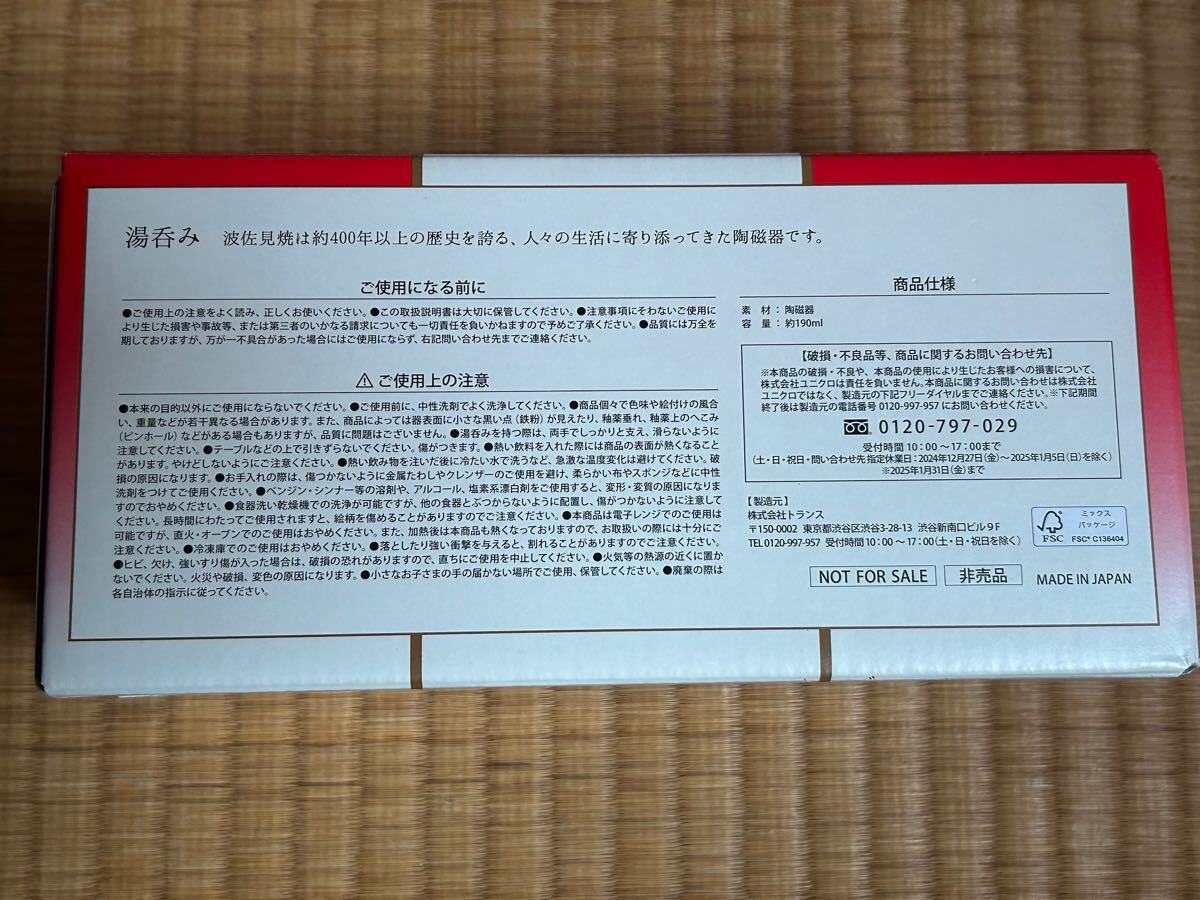 湯呑み 波佐見焼は約400年以上の歴史を誇る、人々の生活に寄り添ってきた陶磁器です。
ご使用になる前に
●ご使用上の注意をよく読み、正しくお使いください。●この取扱説明書は大切に保管してください。●注意事項にそわないご使用に
より生じた損害や事故等、または第三者のいかなる請求についても一切責任を負いかねますので予めご了承ください。●品質には万全を
期しておりますが、万が一不具合があった場合にはご使用にならず、右記問い合わせ先までご連絡ください。
⚠ご使用上の注意
●本来の目的以外にご使用にならないでください。●ご使用前に、中性洗剤でよく洗浄してください。●商品個々で色味や絵付けの風合
い、重量などが若干異なる場合があります。また、商品によっては器表面に小さな黒い点（鉄粉）が見えたり、釉薬垂れ、釉薬上のへこみ
（ピンホール）などがある場合もありますが、品質に問題はございません。●湯呑みを持つ際は、両手でしっかりと支え、滑らないように
注意してください。●テーブルなどの上で引きずらないでください。傷がつきます。●熱い飲料を入れた際には商品の表面が熱くなること
があります。やけどしないようにご注意ください。●熱い飲み物を注いだ後に冷たい水で洗うなど、急激な温度変化は避けてください。破
損の原因になります。●お手入れの際は、傷つかないように金属たわしやクレンザーのご使用を避け、柔らかい布やスポンジなどに中性
洗剤をつけてご使用ください。●ベンジン・シンナー等の溶剤や、アルコール、塩素系漂白剤をご使用すると、変形・変質の原因になりま
すのでおやめください。●食器洗い乾燥機での洗浄が可能ですが、他の食器とぶつからないように配置し、傷がつかないように注意して
ください。長時間にわたってご使用されますと、絵柄を傷めることがありますのでご注意ください。●本商品は電子レンジでのご使用は
可能ですが、直火・オーブンでのご使用はおやめください。また、加熱後は本商品も熱くなっておりますので、お取扱いの際には十分にご
注意ください。●冷凍庫でのご使用はおやめください。●落としたり強い衝撃を与えると、割れることがありますのでご注意ください。
●ヒビ、欠け、強いすり傷が入った場合は、破損の恐れがありますので、直ちにご使用を中止してください。●火気等の熱源の近くに置か
ないでください。火災や破損、変色の原因になります。●小さなお子さまの手の届かない場所でご使用、保管してください。●廃棄の際は
各自治体の指示に従ってください。
商品仕様
素 材 : 陶磁器
容 量 : 約190ml
【破損・不良品等、商品に関するお問い合わせ先】
※本商品の破損・不良や、本商品の使用により生じたお客様への損害について、
株式会社ユニクロは責任を負いません。本商品に関するお問い合わせは株式会社
ユニクロではなく、製造元の下記フリーダイヤルまでご連絡ください。※下記期間
終了後は製造元の電話番号 0120-997-957 にお問い合わせください。
0120-797-029
受付時間 10：00 〜 17：00まで
（土・日・祝日・問い合わせ先指定休業日：2024年12月27日（金）〜2025年1月5日（日）を除く）
※2025年1月31日（金）まで
【製造元】
株式会社トランス
〒150-0002 東京都渋谷区渋谷3-28-13 渋谷新南口ビル９F
TEL 0120-997-957 受付時間 10：00 〜 17：00（土・日・祝日を除く）
FSC
ミックス
パッケージ
FSC® C136404
NOT FOR SALE 非売品 MADE IN JAPAN